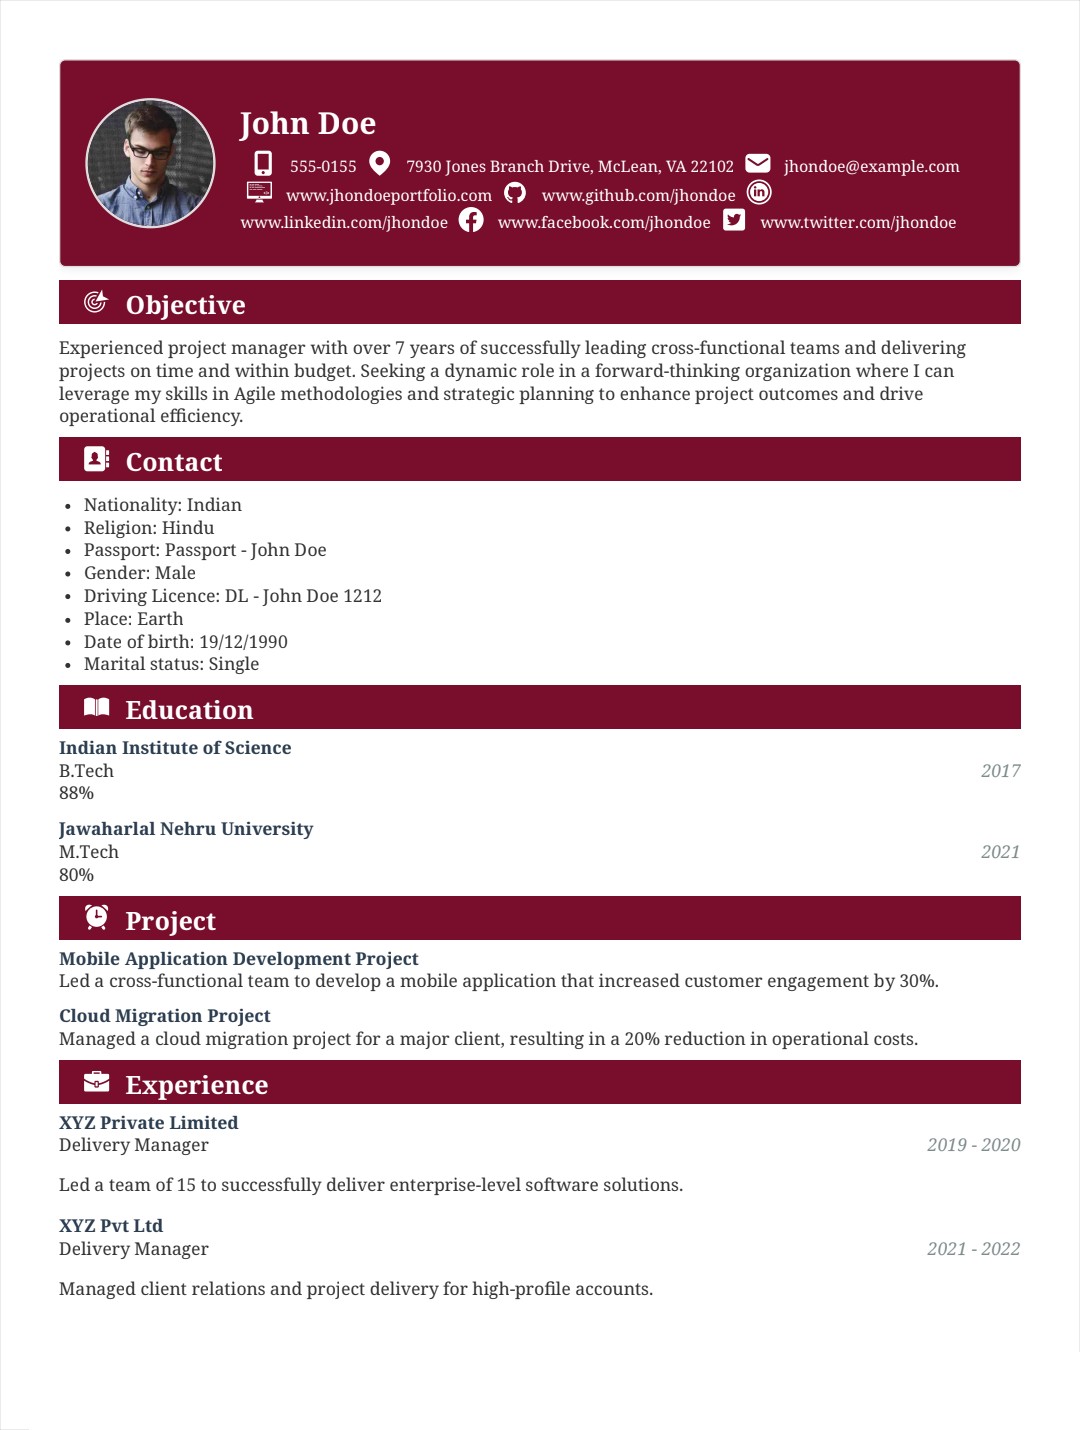 John Doe
555-0155 7930 Jones Branch Drive, McLean, VA 22102 jhondoe@example.com
www.jhondoeportfolio.com www.github.com/jhondoe
www.linkedin.com/jhondoe www.facebook.com/jhondoe www.twitter.com/jhondoe
Objective
Experienced project manager with over 7 years of successfully leading cross-functional teams and delivering
projects on time and within budget. Seeking a dynamic role in a forward-thinking organization where I can
leverage my skills in Agile methodologies and strategic planning to enhance project outcomes and drive
operational efficiency.
Contact
• Nationality: Indian
• Religion: Hindu
• Passport: Passport - John Doe
• Gender: Male
• Driving Licence: DL - John Doe 1212
• Place: Earth
• Date of birth: 19/12/1990
• Marital status: Single
Education
Indian Institute of Science
B.Tech 2017
88%
Jawaharlal Nehru University
M.Tech 2021
80%
Project
Mobile Application Development Project
Led a cross-functional team to develop a mobile application that increased customer engagement by 30%.
Cloud Migration Project
Managed a cloud migration project for a major client, resulting in a 20% reduction in operational costs.
Experience
XYZ Private Limited
Delivery Manager 2019 - 2020
Led a team of 15 to successfully deliver enterprise-level software solutions.
XYZ Pvt Ltd
Delivery Manager 2021 - 2022
Managed client relations and project delivery for high-profile accounts.